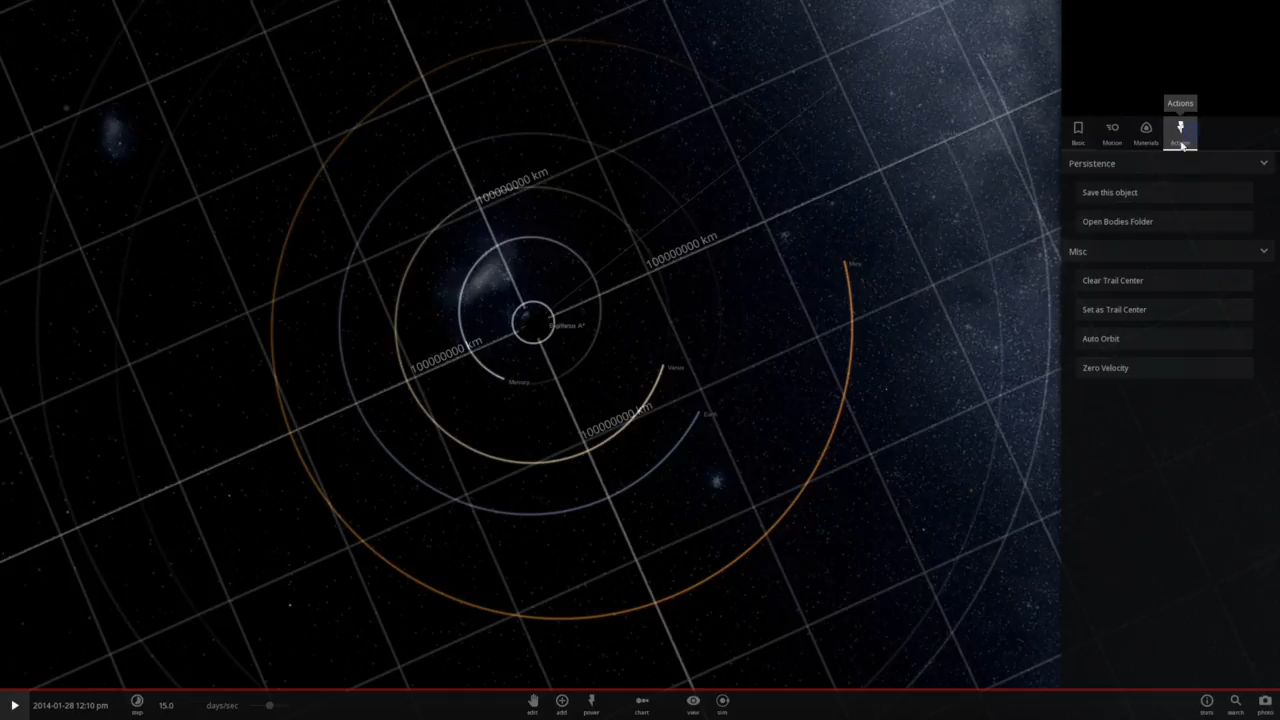 Actions
Basic
Motion
Materials
Actions
Persistence
Save this object
Open Bodies Folder
Misc
Clear Trail Center
Set as Trail Center
Auto Orbit
Zero Velocity
100000000 km
100000000 km
Mars
Sagittarius A*
100000000 km
Venus
Mercury
100000000 km
Earth
2014-01-28 12:10 pm
step
15.0
days/sec
edit
add
power
chart
view
sim
stats
search
photo